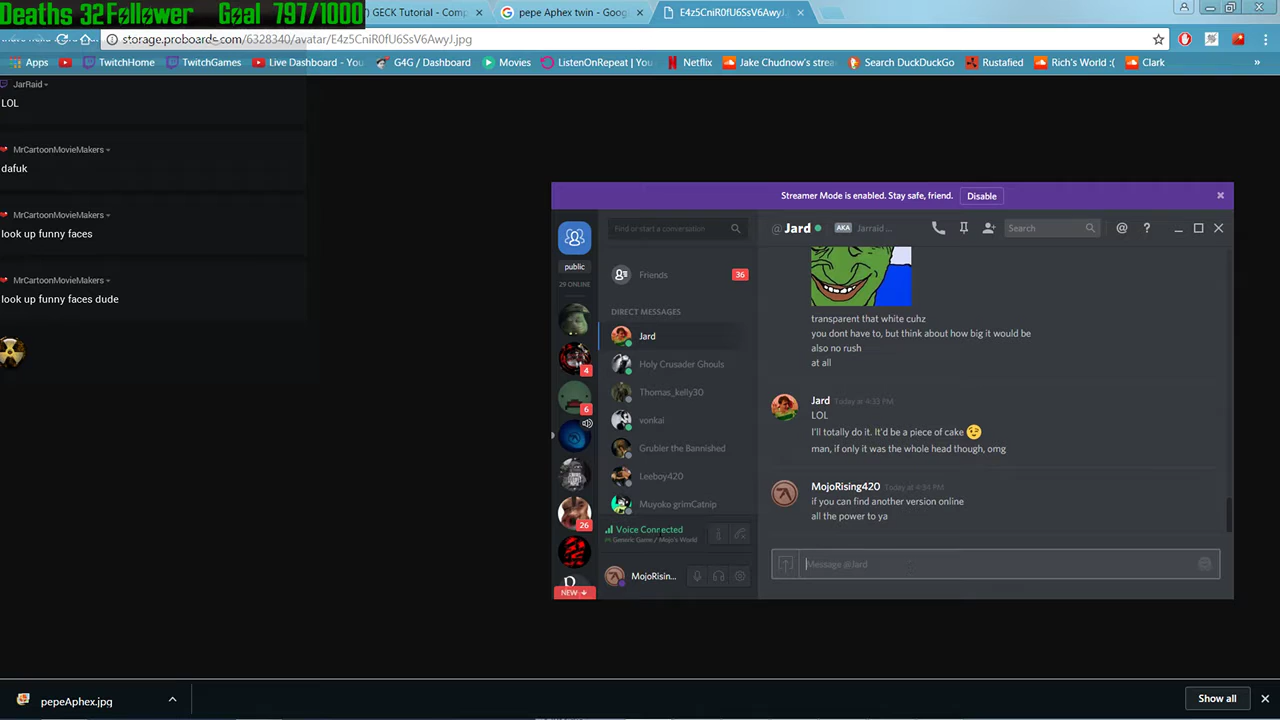 Deaths 32 Follower Goal 797/1000
GECK Tutorial - Comp
pepe Aphex twin - Goog
E4z5CniR0fU6SsV6AwyJ.
storage.proboards.com/6328340/avatar/E4z5CniR0fU6SsV6AwyJ.jpg
Apps TwitchHome TwitchGames Live Dashboard - You G4G / Dashboard Movies ListenOnRepeat | You Netflix Jake Chudnow's strea Search DuckDuckGo Rustafied Rich's World :( Clark »
JarRaid
LOL
MrCartoonMovieMakers
dafuk
MrCartoonMovieMakers
look up funny faces
MrCartoonMovieMakers
look up funny faces dude
Streamer Mode is enabled. Stay safe, friend. Disable
public
29 ONLINE
4
6
26
NEW
Find or start a conversation
Friends 36
DIRECT MESSAGES
Jard
Holy Crusader Ghouls
Thomas_kelly30
vonkai
Grubler the Bannished
Leeboy420
Muyoko grimCatnip
Voice Connected
Generic Game / Mojo's World
MojoRisin...
@ Jard AKA Jarraid ... Search @ ?
transparent that white cuhz
you dont have to, but think about how big it would be
also no rush
at all
Jard Today at 4:33 PM
LOL
I'll totally do it. It'd be a piece of cake
man, if only it was the whole head though, omg
MojoRising420 Today at 4:34 PM
if you can find another version online
all the power to ya
Message @Jard
pepeAphex.jpg
Show all